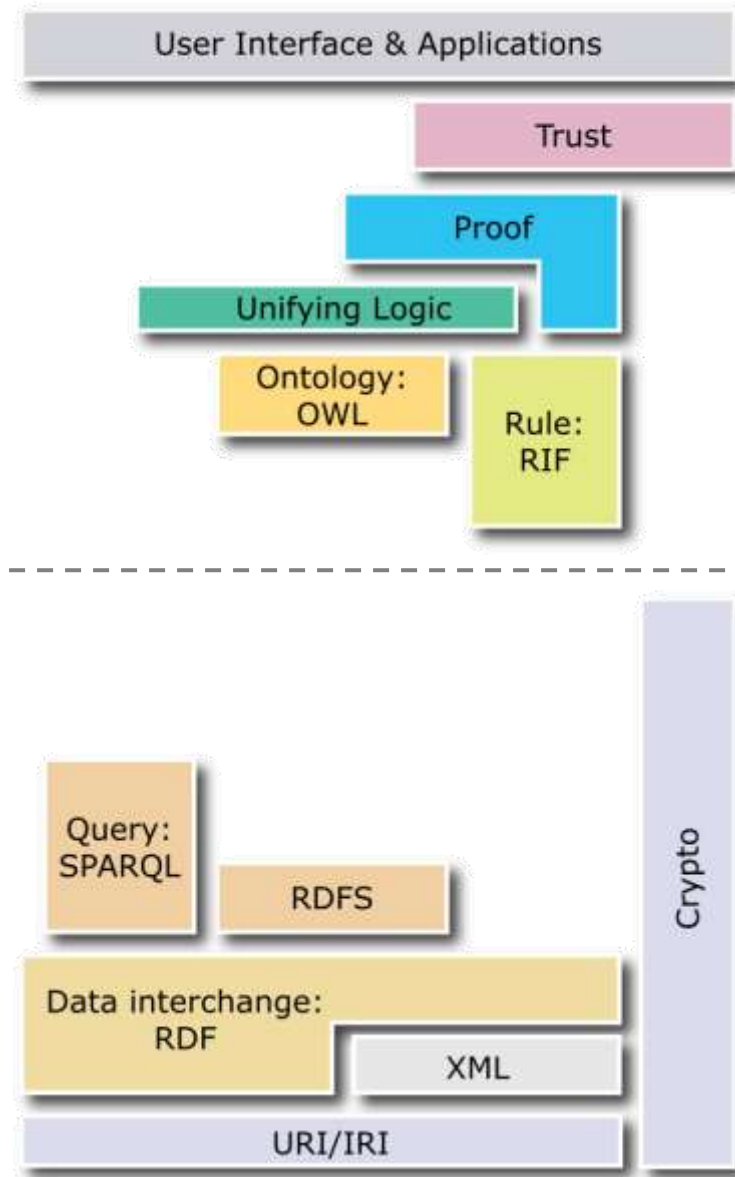 User Interface & Applications
Trust
Proof
Unifying Logic
Ontology:
OWL
Rule:
RIF
Query:
SPARQL
RDFS
Crypto
Data interchange:
RDF
XML
URI/IRI